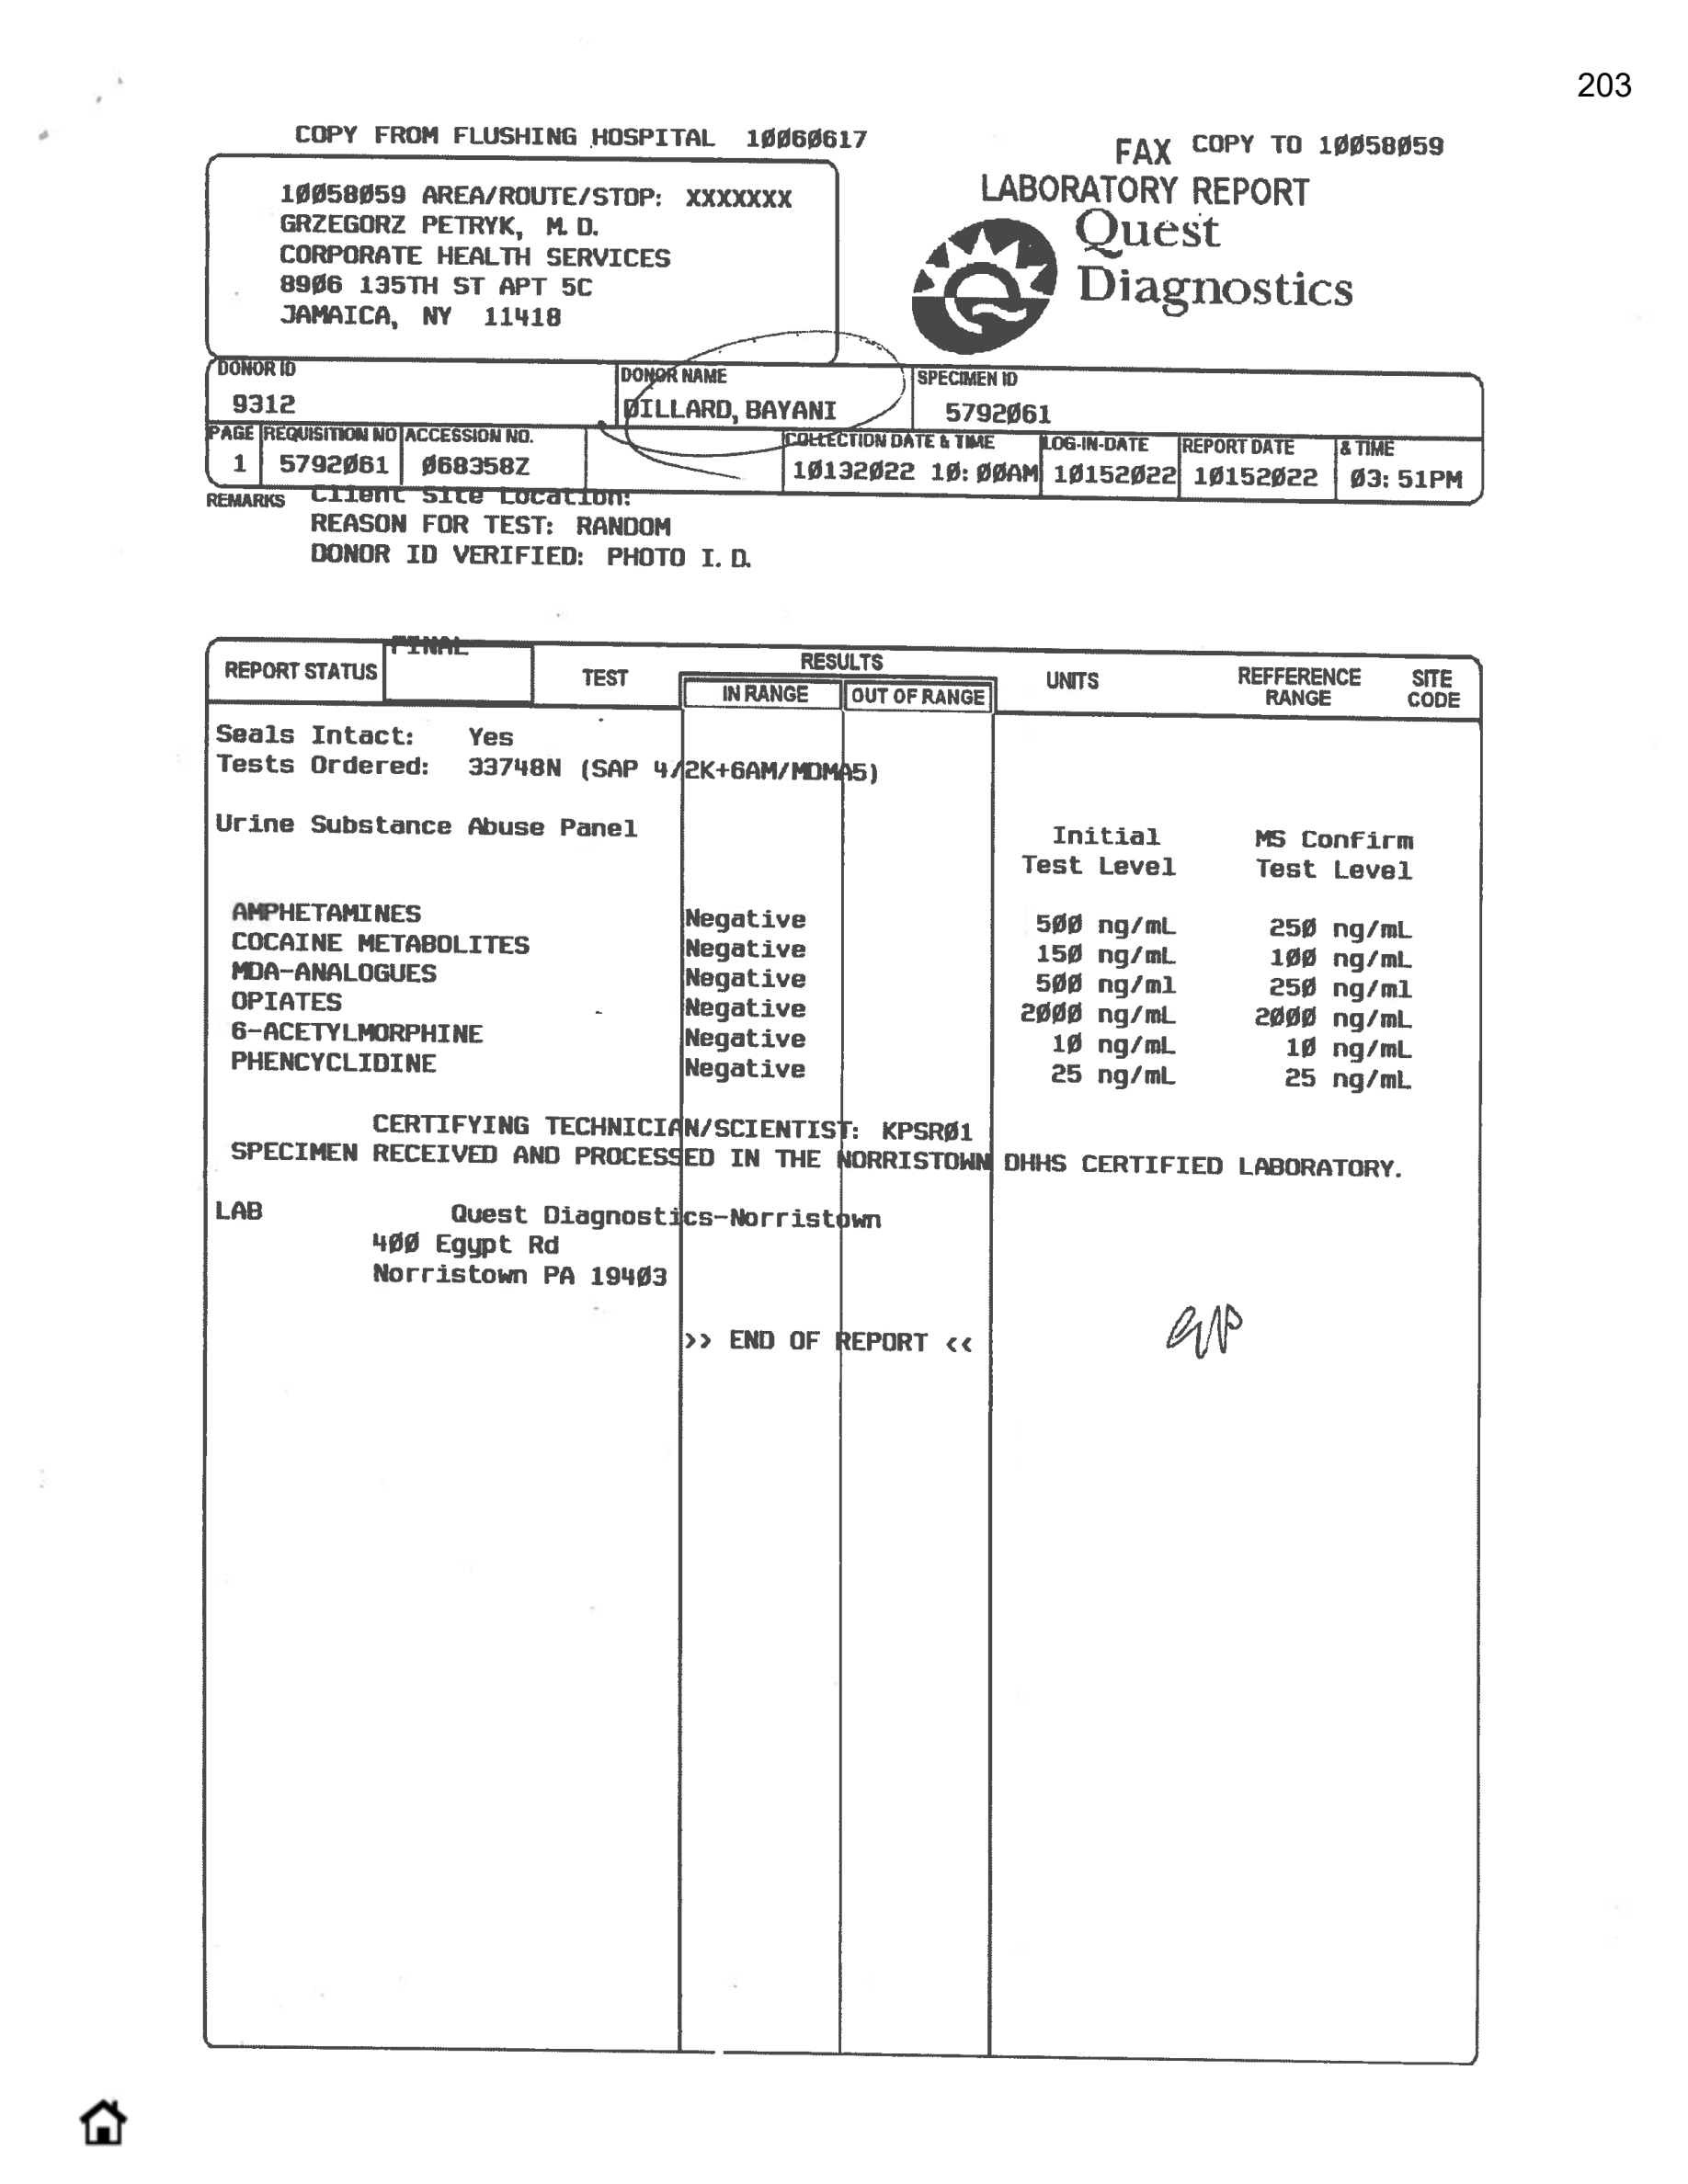 203
COPY FROM FLUSHING HOSPITAL 10060617
FAX COPY TO 10058059
LABORATORY REPORT
Quest
Diagnostics
10058059 AREA/ROUTE/STOP: XXXXXXX
GRZEGORZ PETRYK, M. D.
CORPORATE HEALTH SERVICES
8906 135TH ST APT 5C
JAMAICA, NY 11418
DONOR ID DONOR NAME SPECIMEN ID
9312 DILLARD, BAYANI 5792061
PAGE REQUISITION NO ACCESSION NO. COLLECTION DATE & TIME LOG-IN-DATE REPORT DATE & TIME
1 5792061 068358Z 10132022 10:00AM 10152022 10152022 03:51PM
REMARKS Client Site Location:
REASON FOR TEST: RANDOM
DONOR ID VERIFIED: PHOTO I. D.
REPORT STATUS FINAL TEST RESULTS UNITS REFFERENCE RANGE SITE CODE
IN RANGE OUT OF RANGE
Seals Intact: Yes
Tests Ordered: 33748N (SAP 4/2K+6AM/MDMA5)
Urine Substance Abuse Panel
Initial MS Confirm
Test Level Test Level
AMPHETAMINES Negative 500 ng/mL 250 ng/mL
COCAINE METABOLITES Negative 150 ng/mL 100 ng/mL
MDA-ANALOGUES Negative 500 ng/ml 250 ng/ml
OPIATES Negative 2000 ng/mL 2000 ng/mL
6-ACETYLMORPHINE Negative 10 ng/mL 10 ng/mL
PHENCYCLIDINE Negative 25 ng/mL 25 ng/mL
CERTIFYING TECHNICIAN/SCIENTIST: KPSR01
SPECIMEN RECEIVED AND PROCESSED IN THE NORRISTOWN DHHS CERTIFIED LABORATORY.
LAB Quest Diagnostics-Norristown
400 Egypt Rd
Norristown PA 19403
>> END OF REPORT <<